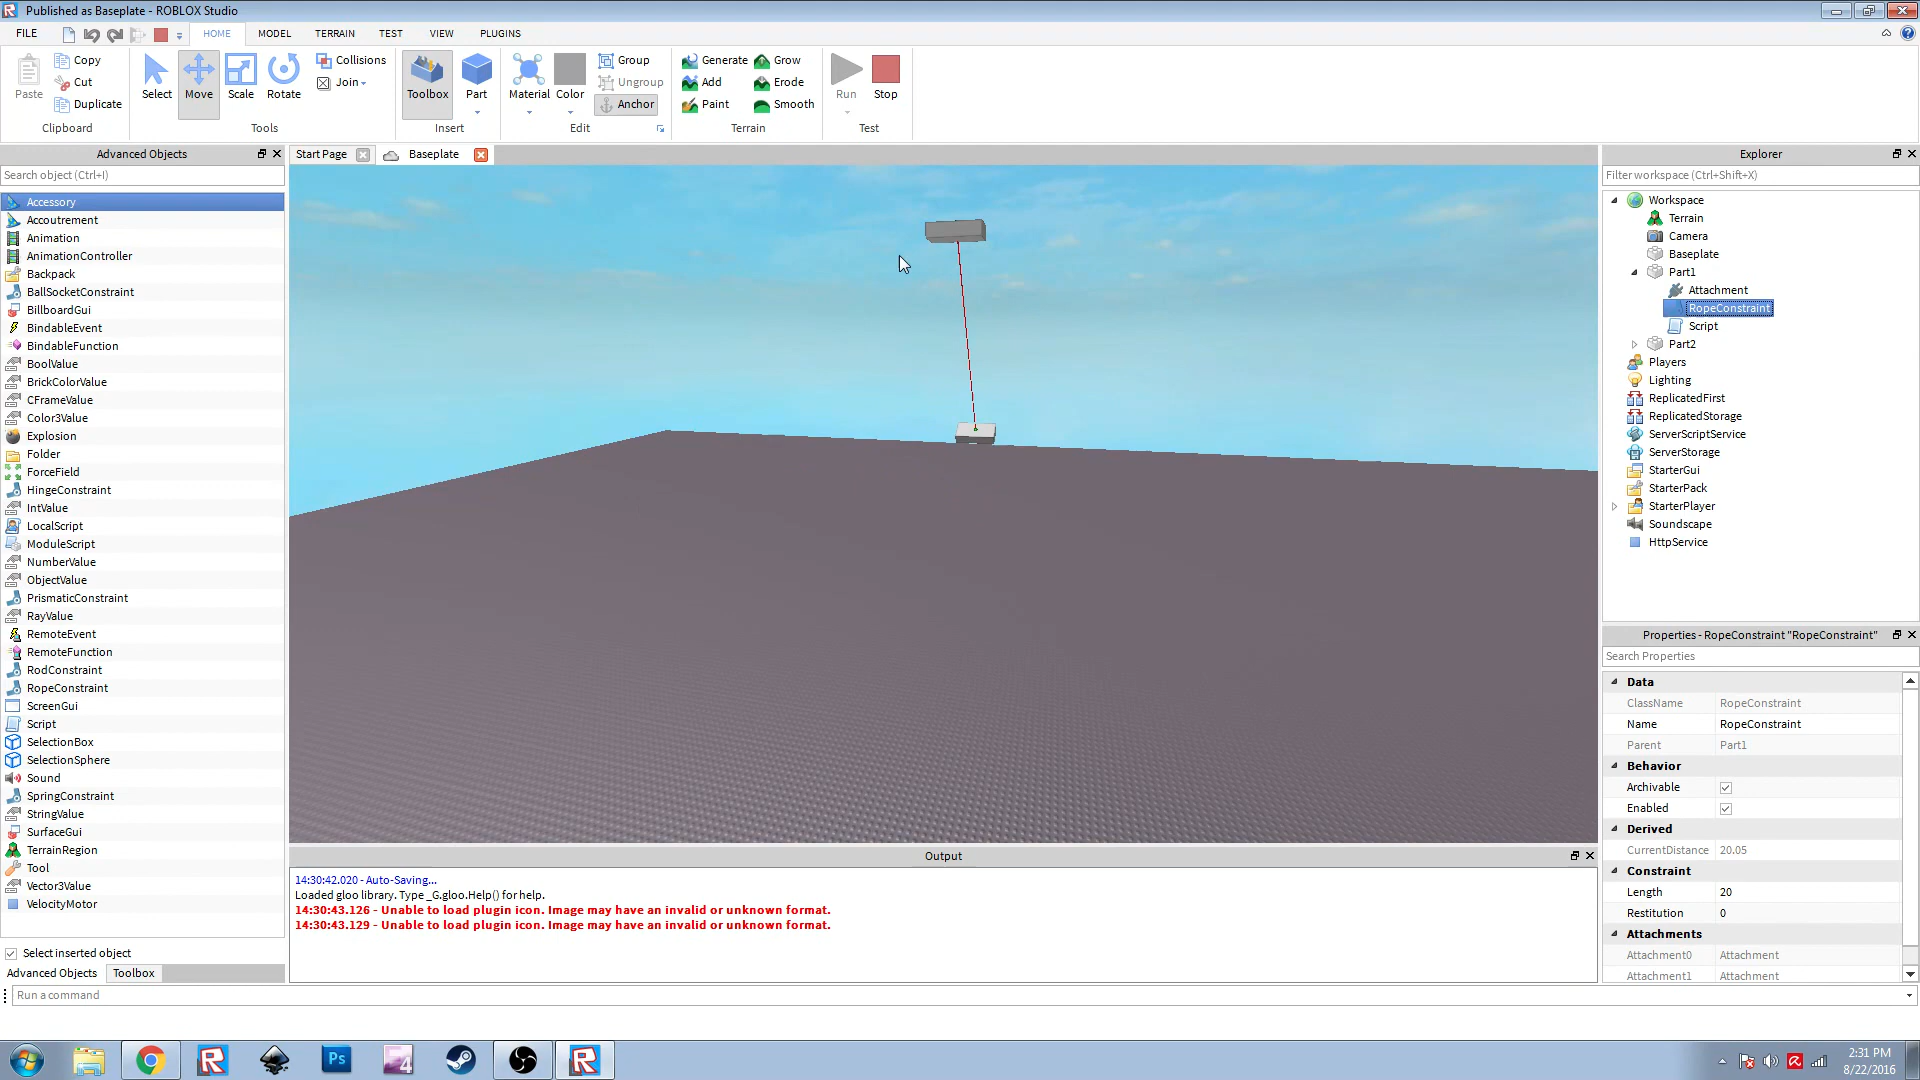 Published as Baseplate - ROBLOX Studio
FILE
HOME
MODEL
TERRAIN
TEST
VIEW
PLUGINS
Paste
Copy
Cut
Duplicate
Clipboard
Select
Move
Scale
Rotate
Collisions
Join
Tools
Toolbox
Part
Insert
Material
Color
Group
Ungroup
Anchor
Edit
Generate
Grow
Add
Erode
Paint
Smooth
Terrain
Run
Stop
Test
Advanced Objects
Search object (Ctrl+I)
Accessory
Accoutrement
Animation
AnimationController
Backpack
BallSocketConstraint
BillboardGui
BindableEvent
BindableFunction
BoolValue
BrickColorValue
CFrameValue
Color3Value
Explosion
Folder
ForceField
HingeConstraint
IntValue
LocalScript
ModuleScript
NumberValue
ObjectValue
PrismaticConstraint
RayValue
RemoteEvent
RemoteFunction
RodConstraint
RopeConstraint
ScreenGui
Script
SelectionBox
SelectionSphere
Sound
SpringConstraint
StringValue
SurfaceGui
TerrainRegion
Tool
Vector3Value
VelocityMotor
Select inserted object
Advanced Objects
Toolbox
Run a command
Start Page
Baseplate
Output
14:30:42.020 - Auto-Saving...
Loaded gloo library. Type _G.gloo.Help() for help.
14:30:43.126 - Unable to load plugin icon. Image may have an invalid or unknown format.
14:30:43.129 - Unable to load plugin icon. Image may have an invalid or unknown format.
Explorer
Filter workspace (Ctrl+Shift+X)
Workspace
Terrain
Camera
Baseplate
Part1
Attachment
RopeConstraint
Script
Part2
Players
Lighting
ReplicatedFirst
ReplicatedStorage
ServerScriptService
ServerStorage
StarterGui
StarterPack
StarterPlayer
Soundscape
HttpService
Properties - RopeConstraint "RopeConstraint"
Search Properties
Data
ClassName RopeConstraint
Name RopeConstraint
Parent Part1
Behavior
Archivable
Enabled
Derived
CurrentDistance 20.05
Constraint
Length 20
Restitution 0
Attachments
Attachment0 Attachment
Attachment1 Attachment
Ps
4
2:31 PM
8/22/2016